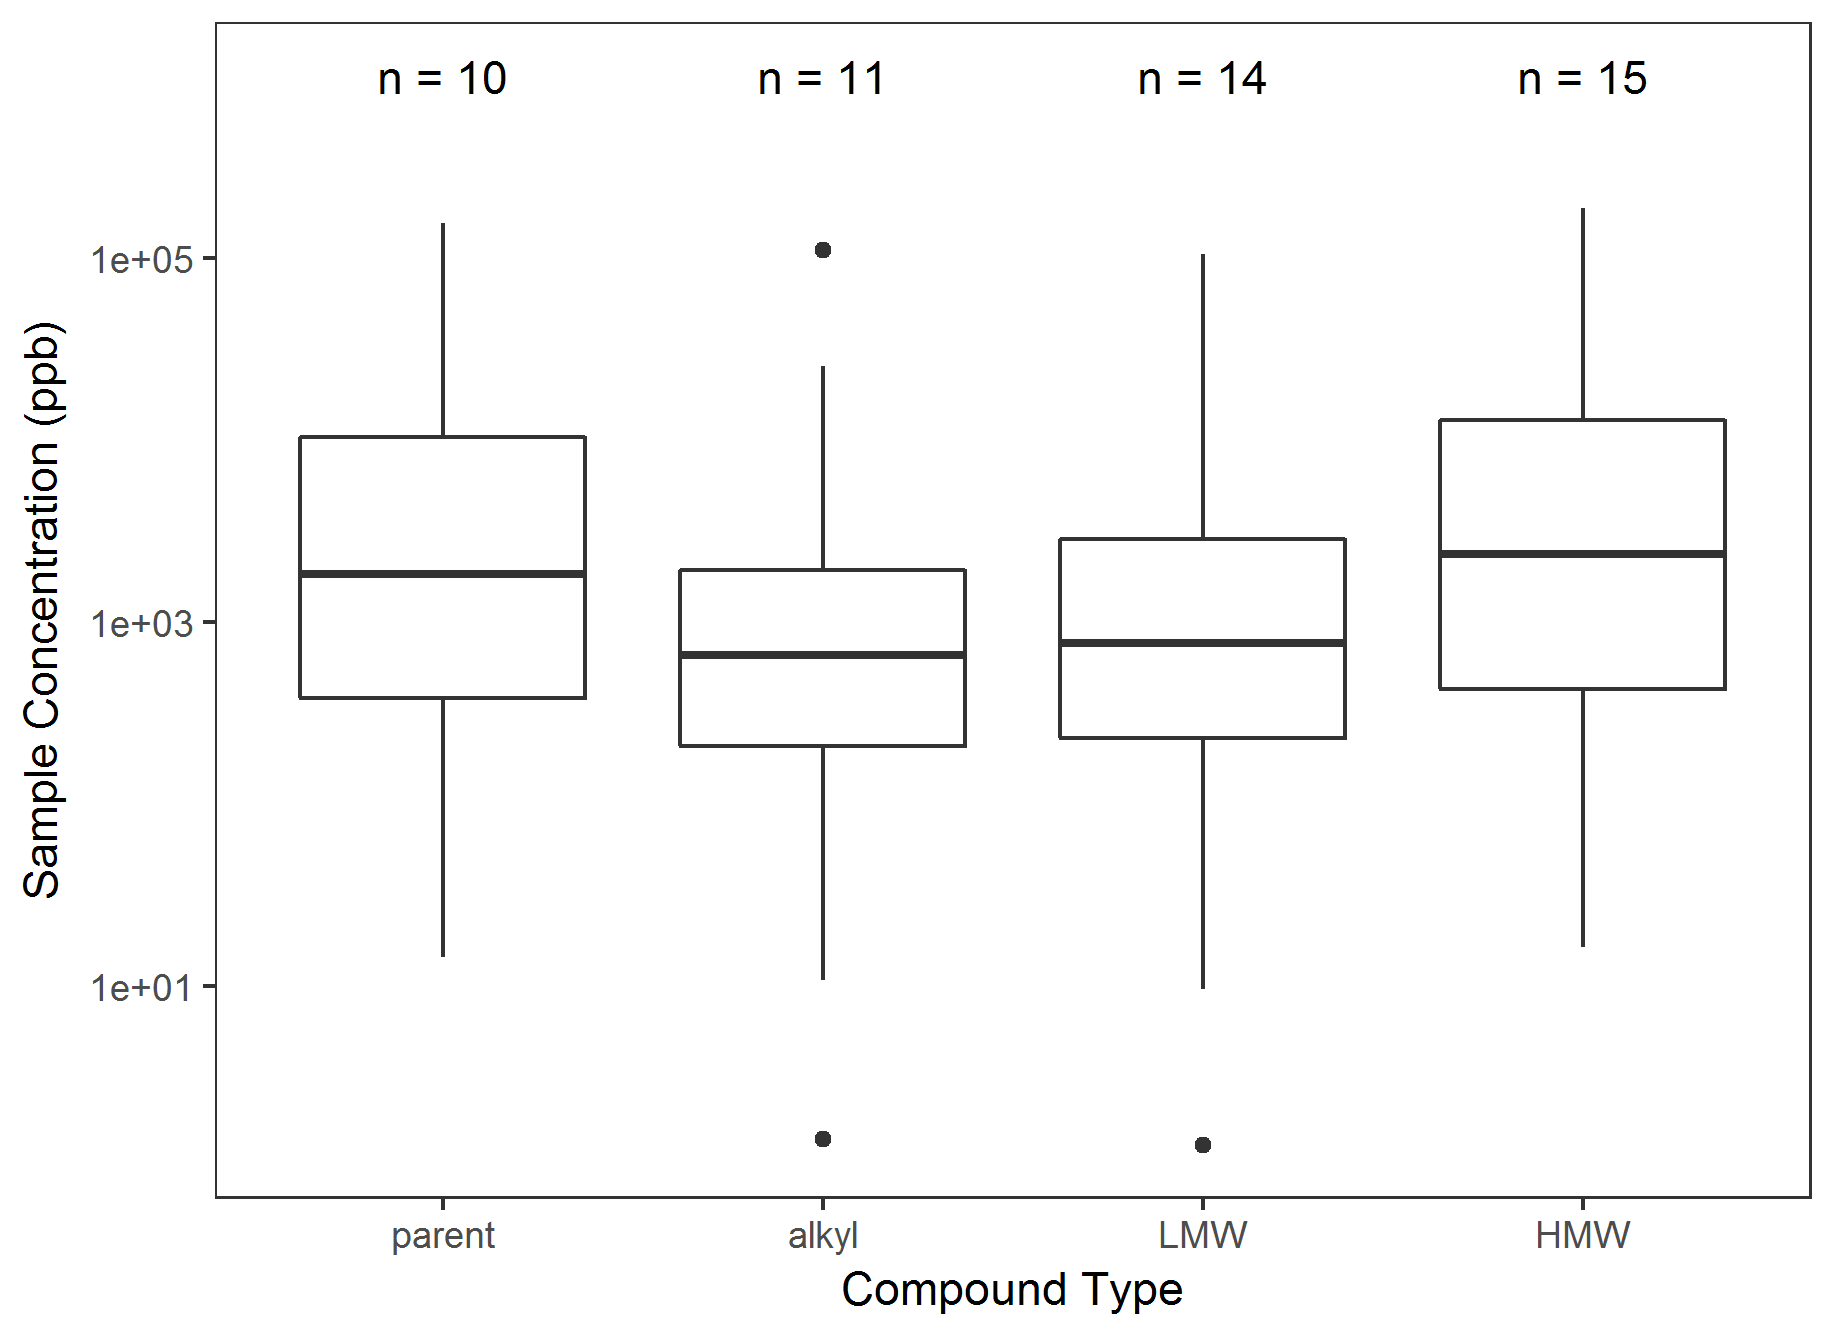 n = 10
n = 11
n = 14
n = 15
Sample Concentration (ppb)
1e+05
1e+03
1e+01
parent
alkyl
LMW
HMW
Compound Type